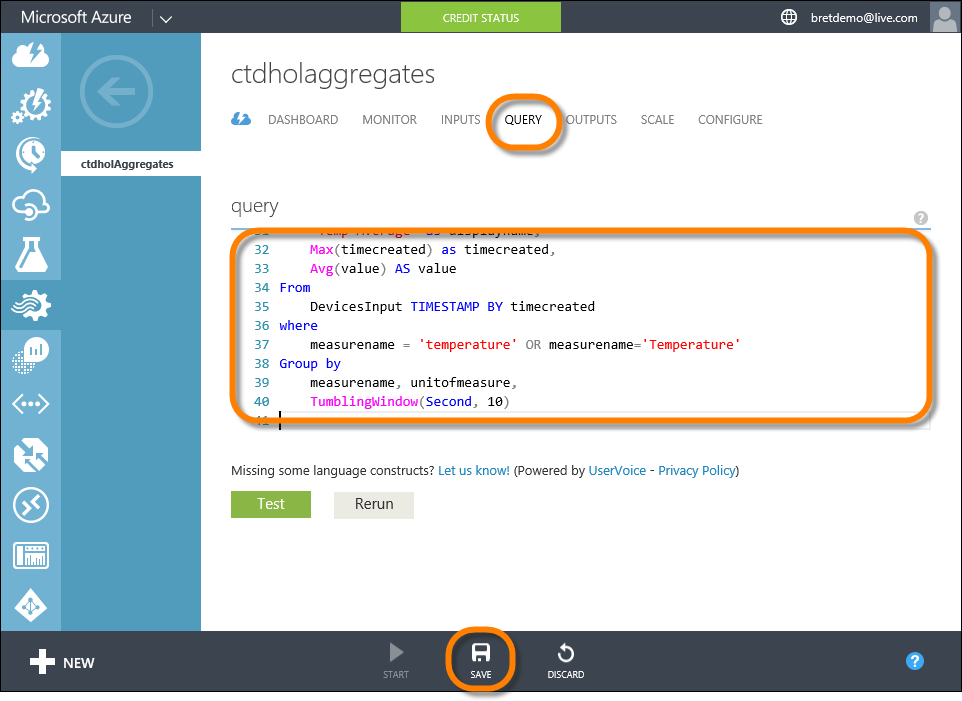 Microsoft Azure
CREDIT STATUS
bretdemo@live.com
ctdholAggregates
ctdholaggregates
DASHBOARD MONITOR INPUTS QUERY OUTPUTS SCALE CONFIGURE
query
?
32 Max(timecreated) as timecreated,
33 Avg(value) AS value
34 From
35 DevicesInput TIMESTAMP BY timecreated
36 where
37 measurename = 'temperature' OR measurename='Temperature'
38 Group by
39 measurename, unitofmeasure,
40 TumblingWindow(Second, 10)
41
Missing some language constructs? Let us know! (Powered by UserVoice - Privacy Policy)
Test Rerun
NEW
START
SAVE
DISCARD
?